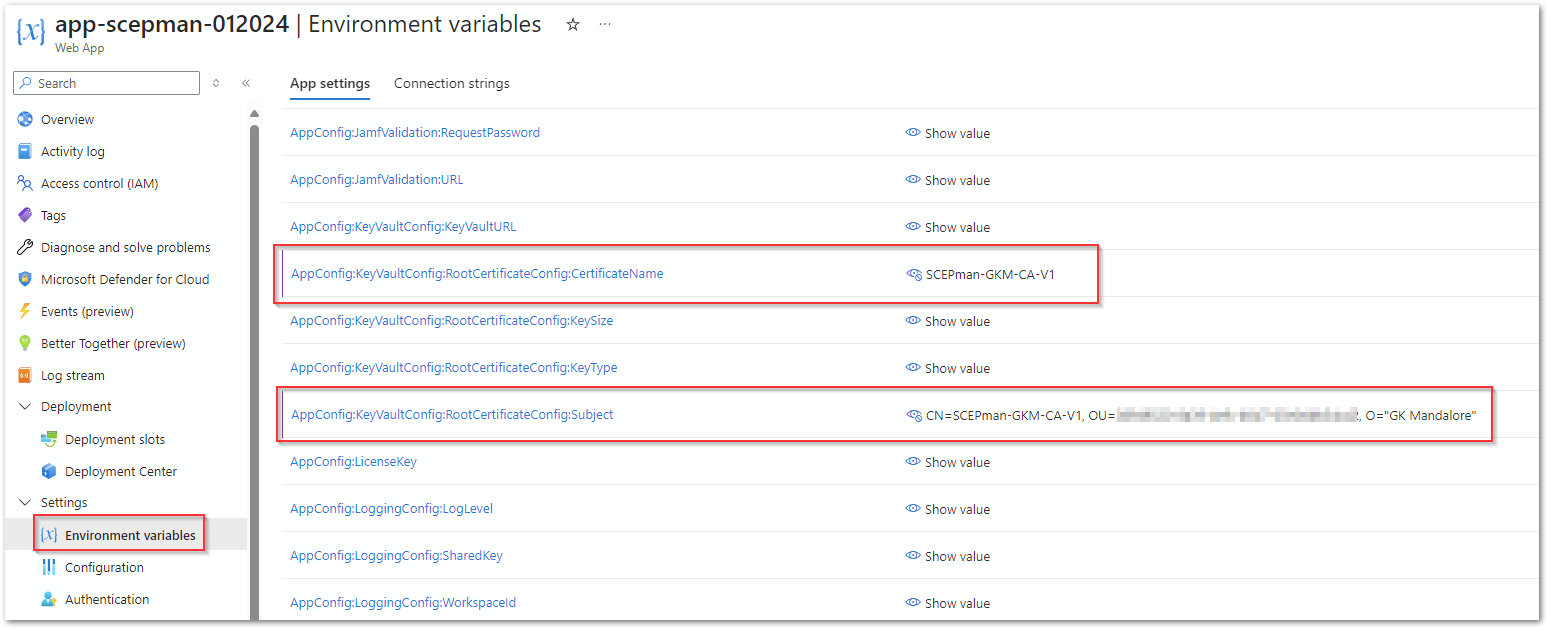 app-scepman-012024 | Environment variables
Web App
Search
App settings Connection strings
Overview
Activity log
Access control (IAM)
Tags
Diagnose and solve problems
Microsoft Defender for Cloud
Events (preview)
Better Together (preview)
Log stream
Deployment
Deployment slots
Deployment Center
Settings
Environment variables
Configuration
Authentication
AppConfig:JamfValidation:RequestPassword Show value
AppConfig:JamfValidation:URL Show value
AppConfig:KeyVaultConfig:KeyVaultURL Show value
AppConfig:KeyVaultConfig:RootCertificateConfig:CertificateName SCEPman-GKM-CA-V1
AppConfig:KeyVaultConfig:RootCertificateConfig:KeySize Show value
AppConfig:KeyVaultConfig:RootCertificateConfig:KeyType Show value
AppConfig:KeyVaultConfig:RootCertificateConfig:Subject CN=SCEPman-GKM-CA-V1, OU= , O="GK Mandalore"
AppConfig:LicenseKey Show value
AppConfig:LoggingConfig:LogLevel Show value
AppConfig:LoggingConfig:SharedKey Show value
AppConfig:LoggingConfig:WorkspaceId Show value